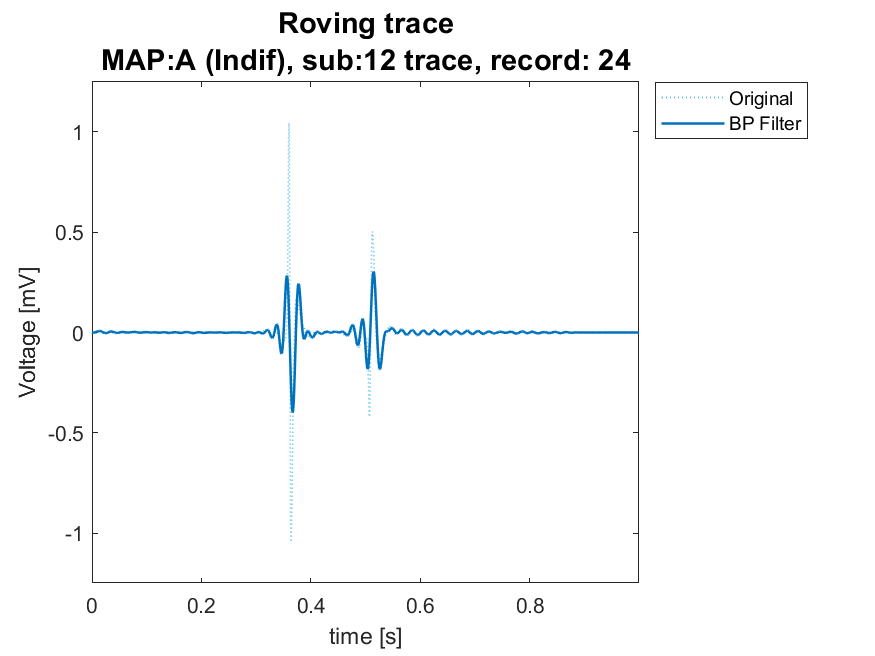 Roving trace
MAP:A (Indif), sub:12 trace, record: 24
Original
BP Filter
1
0.5
0
-0.5
-1
Voltage [mV]
0
0.2
0.4
0.6
0.8
time [s]